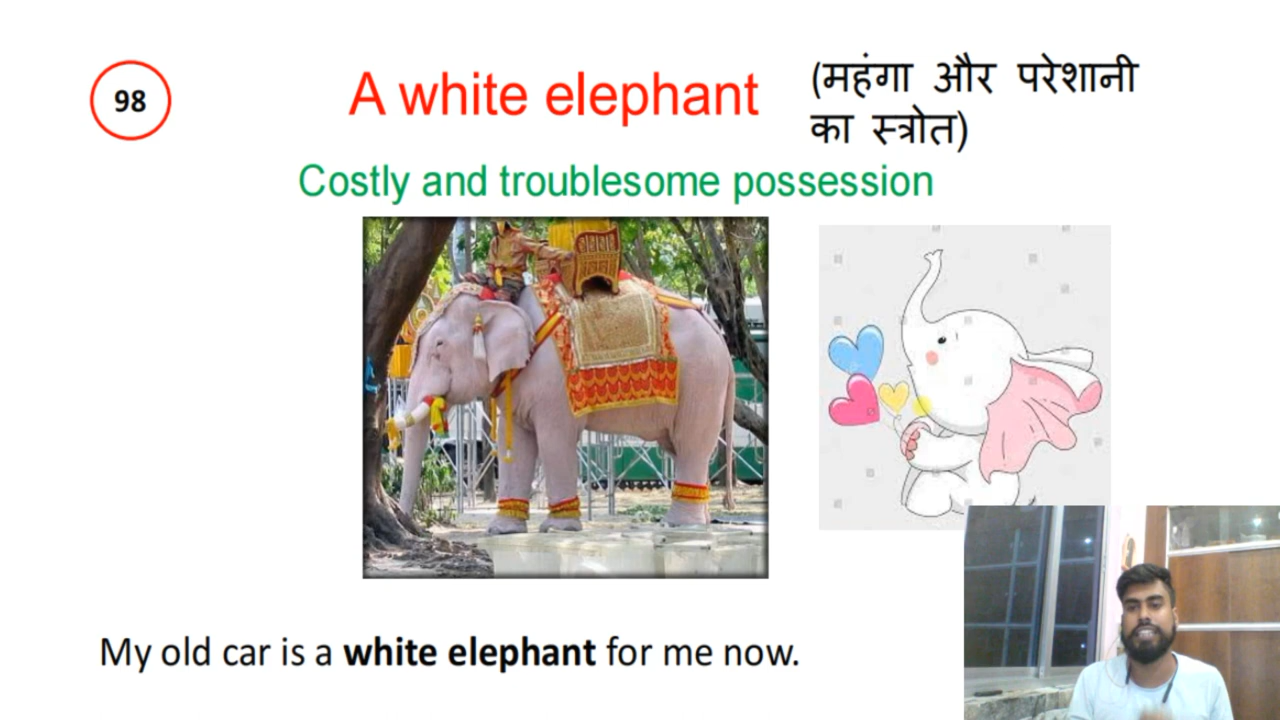 98
A white elephant
(महंगा और परेशानी
का स्त्रोत)
Costly and troublesome possession
My old car is a white elephant for me now.